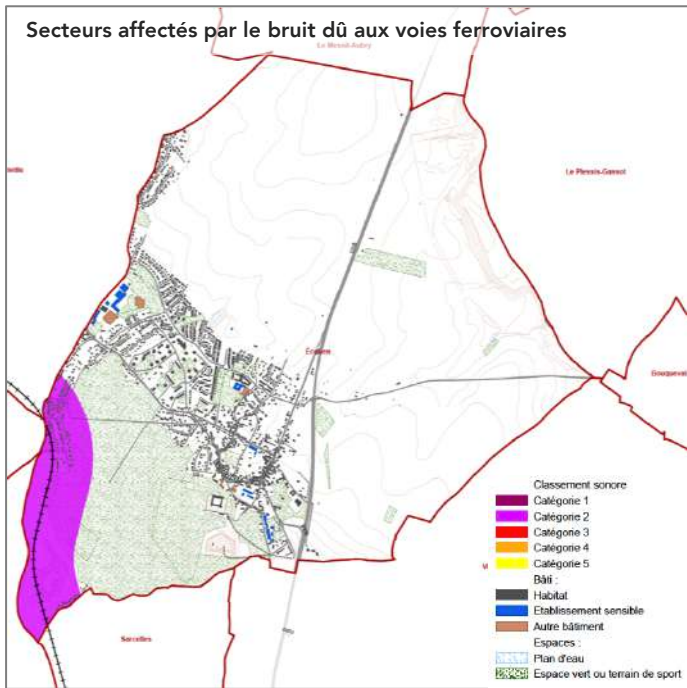 Secteurs affectés par le bruit dû aux voies ferroviaires
Le Mesnil-Aubry
Le Plessis-Gassot
Ecouen
Sarcelles
Classement sonore
Catégorie 1
Catégorie 2
Catégorie 3
Catégorie 4
Catégorie 5
Bâti :
Habitat
Etablissement sensible
Autre bâtiment
Espaces :
Plan d'eau
Espace vert ou terrain de sport